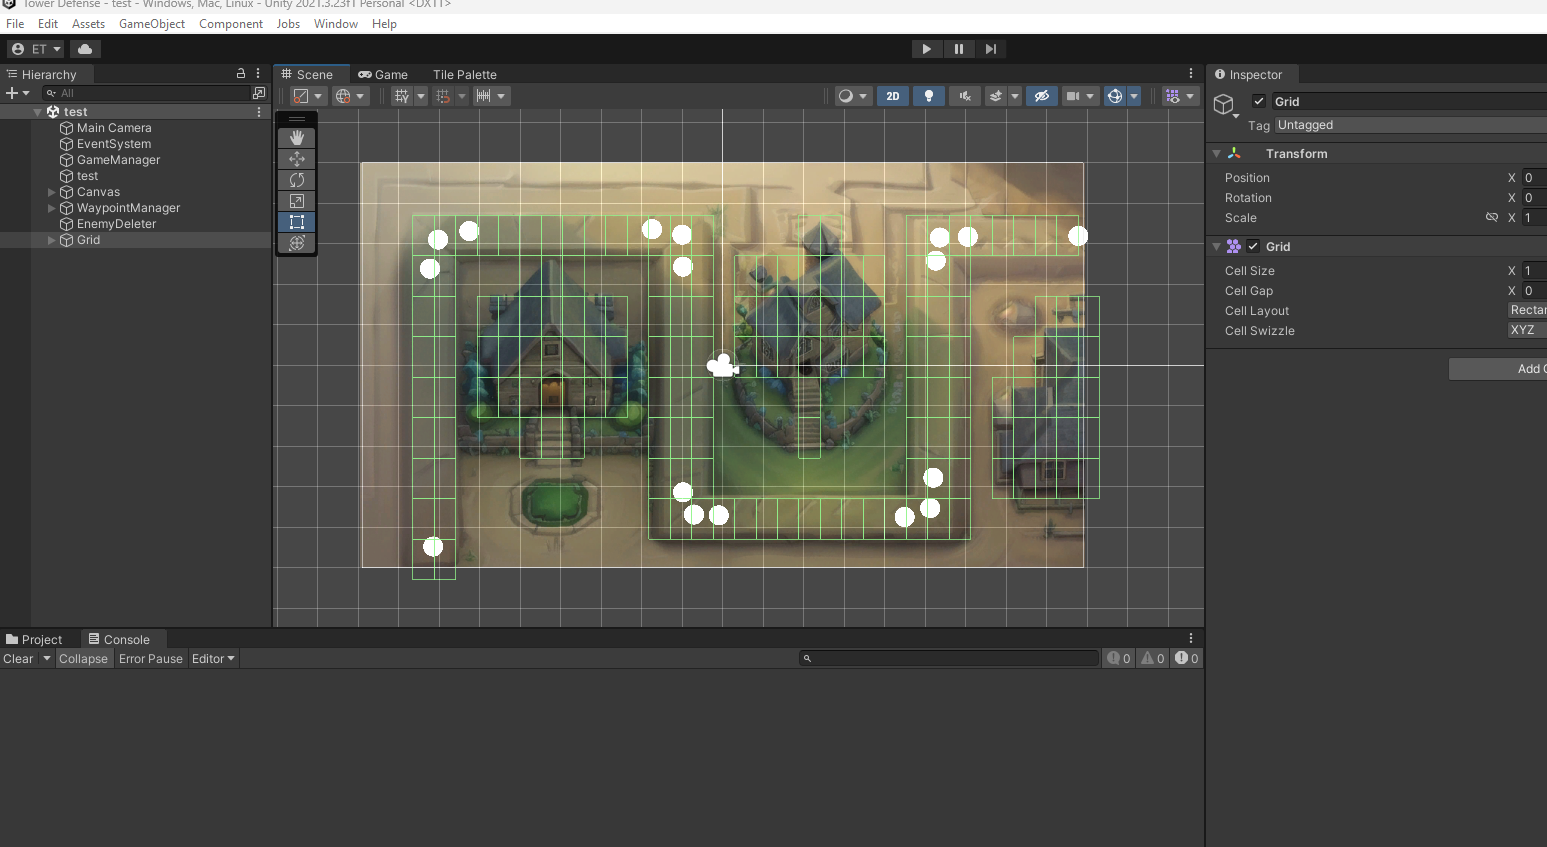 Tower Defense - test - Windows, Mac, Linux - Unity 2021.3.23f1 Personal <DX11>
File Edit Assets GameObject Component Jobs Window Help
ET
Hierarchy
All
test
Main Camera
EventSystem
GameManager
test
Canvas
WaypointManager
EnemyDeleter
Grid
Scene Game Tile Palette
2D
Inspector
Grid
Tag Untagged
Transform
Position X 0
Rotation X 0
Scale X 1
Grid
Cell Size X 1
Cell Gap X 0
Cell Layout Rectan
Cell Swizzle XYZ
Add C
Project Console
Clear Collapse Error Pause Editor
0 0 0